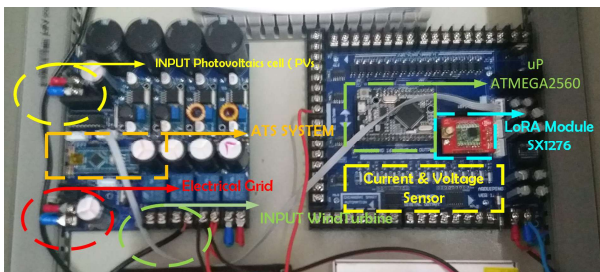 INPUT Photovoltaics cell ( PVs
uP
ATMEGA2560
ATS SYSTEM
LoRA Module
SX1276
Electrical Grid
Current & Voltage
Sensor
INPUT Wind Turbine